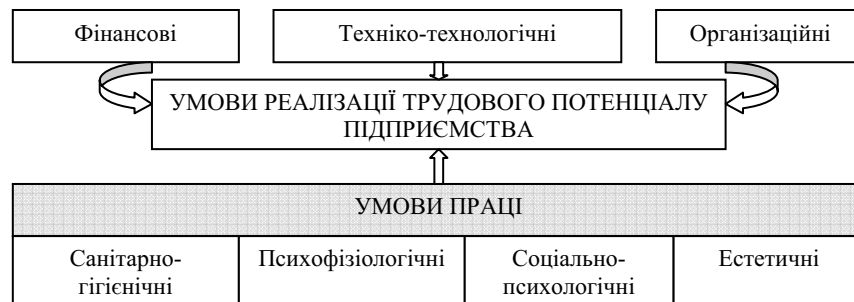 Фінансові
Техніко-технологічні
Організаційні
УМОВИ РЕАЛІЗАЦІЇ ТРУДОВОГО ПОТЕНЦІАЛУ
ПІДПРИЄМСТВА
УМОВИ ПРАЦІ
Санітарно-
гігієнічні
Психофізіологічні
Соціально-
психологічні
Естетичні